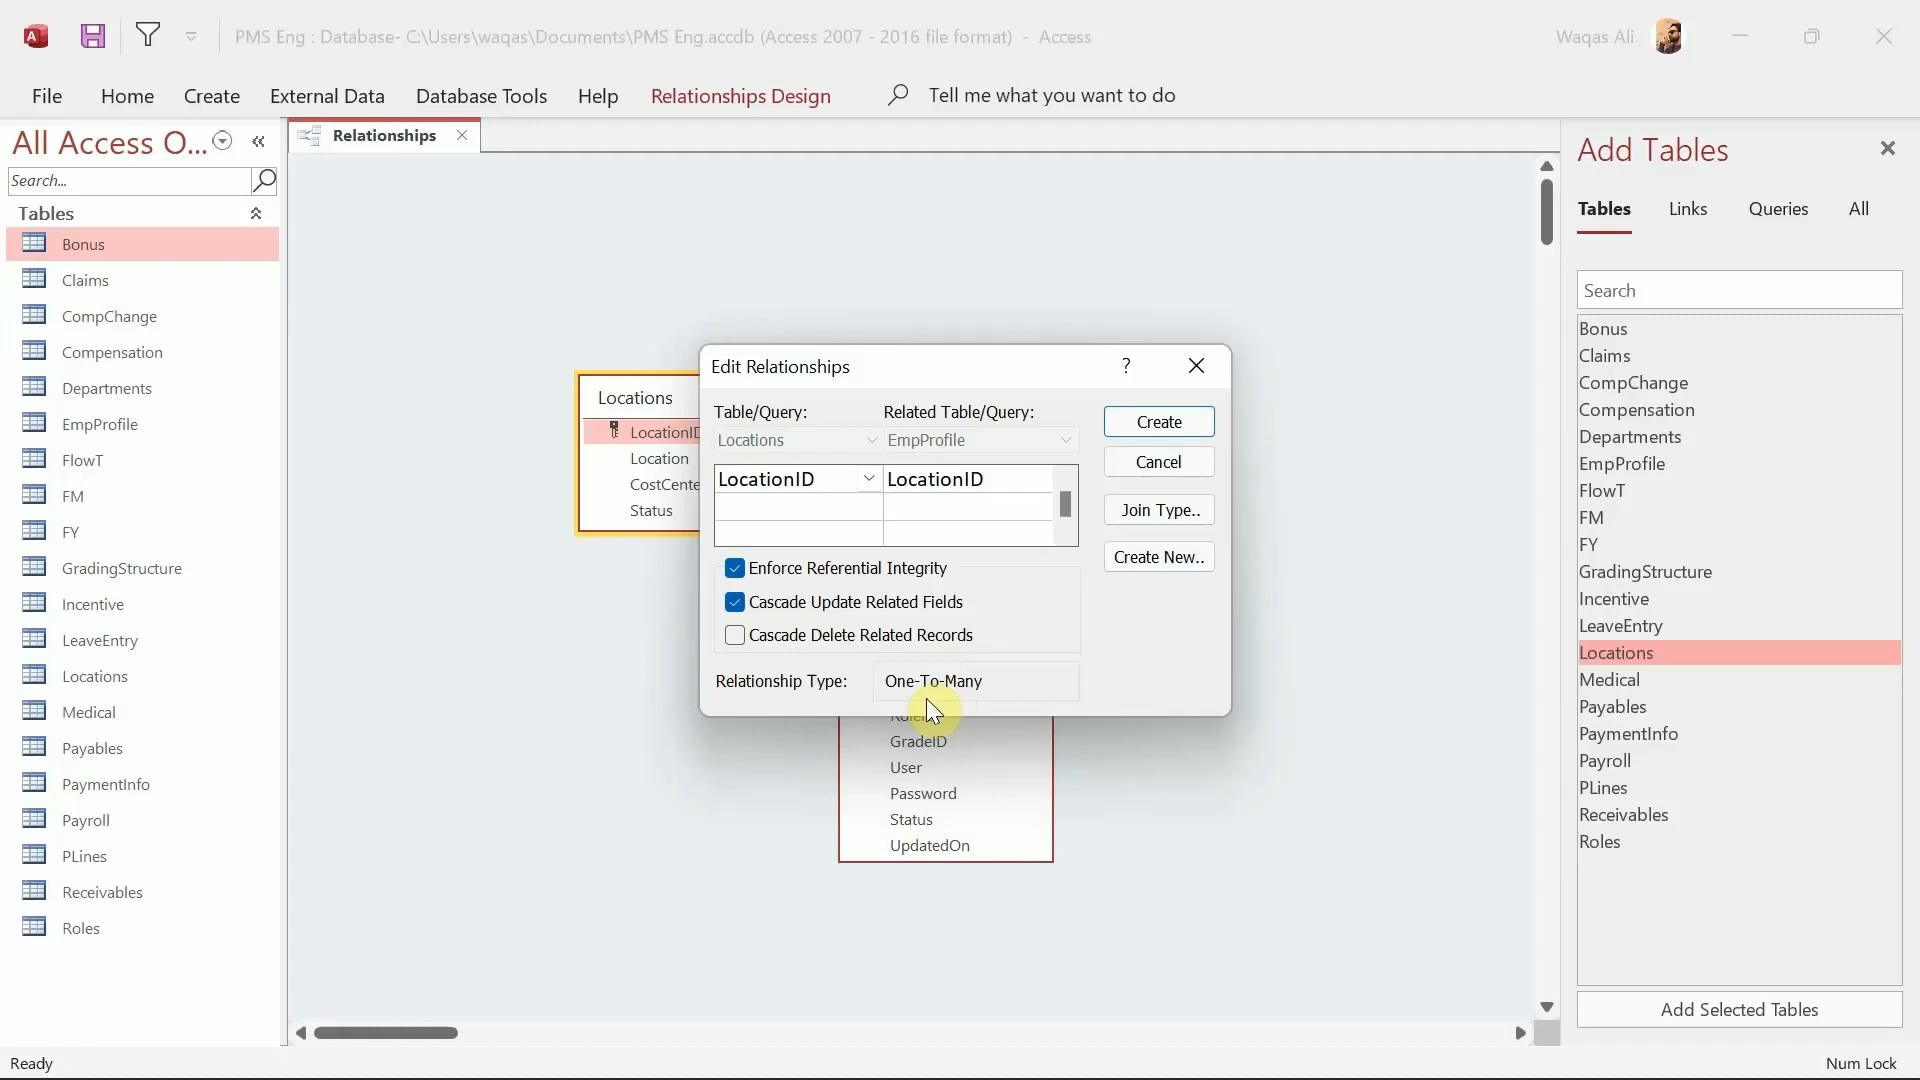 PMS Eng : Database- C:\Users\waqas\Documents\PMS Eng.accdb (Access 2007 - 2016 file format) - Access
Waqas Ali
File Home Create External Data Database Tools Help Relationships Design Tell me what you want to do
All Access O...
Search...
Tables
Bonus
Claims
CompChange
Compensation
Departments
EmpProfile
FlowT
FM
FY
GradingStructure
Incentive
LeaveEntry
Locations
Medical
Payables
PaymentInfo
Payroll
PLines
Receivables
Roles
Relationships
Locations
LocationID
Location
CostCente
Status
Edit Relationships
?
Table/Query: Related Table/Query:
Locations EmpProfile
LocationID LocationID
Enforce Referential Integrity
Cascade Update Related Fields
Cascade Delete Related Records
Relationship Type: One-To-Many
Create
Cancel
Join Type..
Create New..
GradeID
User
Password
Status
UpdatedOn
Add Tables
Tables Links Queries All
Search
Bonus
Claims
CompChange
Compensation
Departments
EmpProfile
FlowT
FM
FY
GradingStructure
Incentive
LeaveEntry
Locations
Medical
Payables
PaymentInfo
Payroll
PLines
Receivables
Roles
Add Selected Tables
Ready
Num Lock